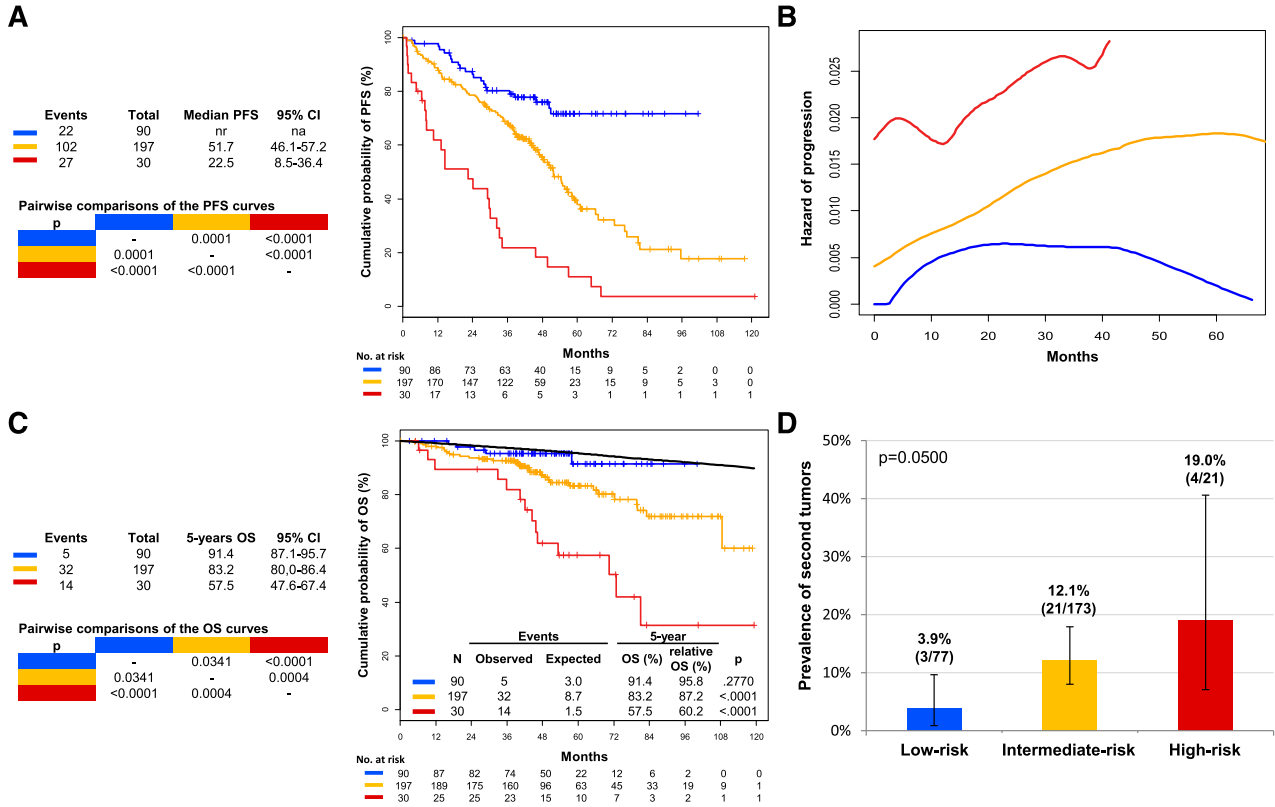 A
Events Total Median PFS 95% CI
22 90 nr na
102 197 51.7 46.1-57.2
27 30 22.5 8.5-36.4
Pairwise comparisons of the PFS curves
p
- 0.0001 <0.0001
0.0001 - <0.0001
<0.0001 <0.0001 -
Cumulative probability of PFS (%)
100
80
60
40
20
0
0 12 24 36 48 60 72 84 96 108 120
Months
No. at risk
90 86 73 63 40 15 9 5 2 0 0
197 170 147 122 59 23 15 9 5 3 0
30 17 13 6 5 3 1 1 1 1 1
B
Hazard of progression
0.025
0.020
0.015
0.010
0.005
0.000
0 10 20 30 40 50 60
Months
C
Events Total 5-years OS 95% CI
5 90 91.4 87.1-95.7
32 197 83.2 80,0-86.4
14 30 57.5 47.6-67.4
Pairwise comparisons of the OS curves
p
- 0.0341 <0.0001
0.0341 - 0.0004
<0.0001 0.0004 -
Cumulative probability of OS (%)
100
80
60
40
20
0
Events 5-year
N Observed Expected OS (%) relative OS (%) p
90 5 3.0 91.4 95.8 .2770
197 32 8.7 83.2 87.2 <.0001
30 14 1.5 57.5 60.2 <.0001
0 12 24 36 48 60 72 84 96 108 120
Months
No. at risk
90 87 82 74 50 22 12 6 2 0 0
197 189 175 160 96 63 45 33 19 9 1
30 25 25 23 15 10 7 3 2 1 1
D
Prevalence of second tumors
50%
40%
30%
20%
10%
0%
p=0.0500
3.9%
(3/77)
12.1%
(21/173)
19.0%
(4/21)
Low-risk Intermediate-risk High-risk